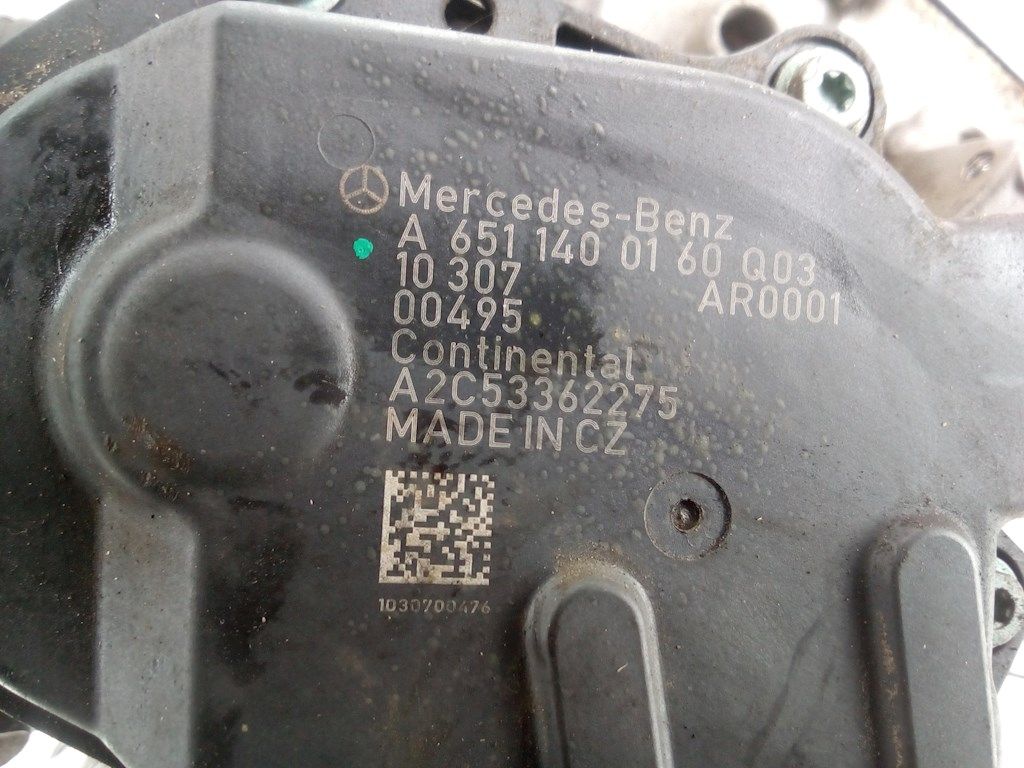 Mercedes-Benz
A 651 140 01 60 Q03
10 307 AR0001
00495
Continental
A2C53362275
MADE IN CZ
1030700476